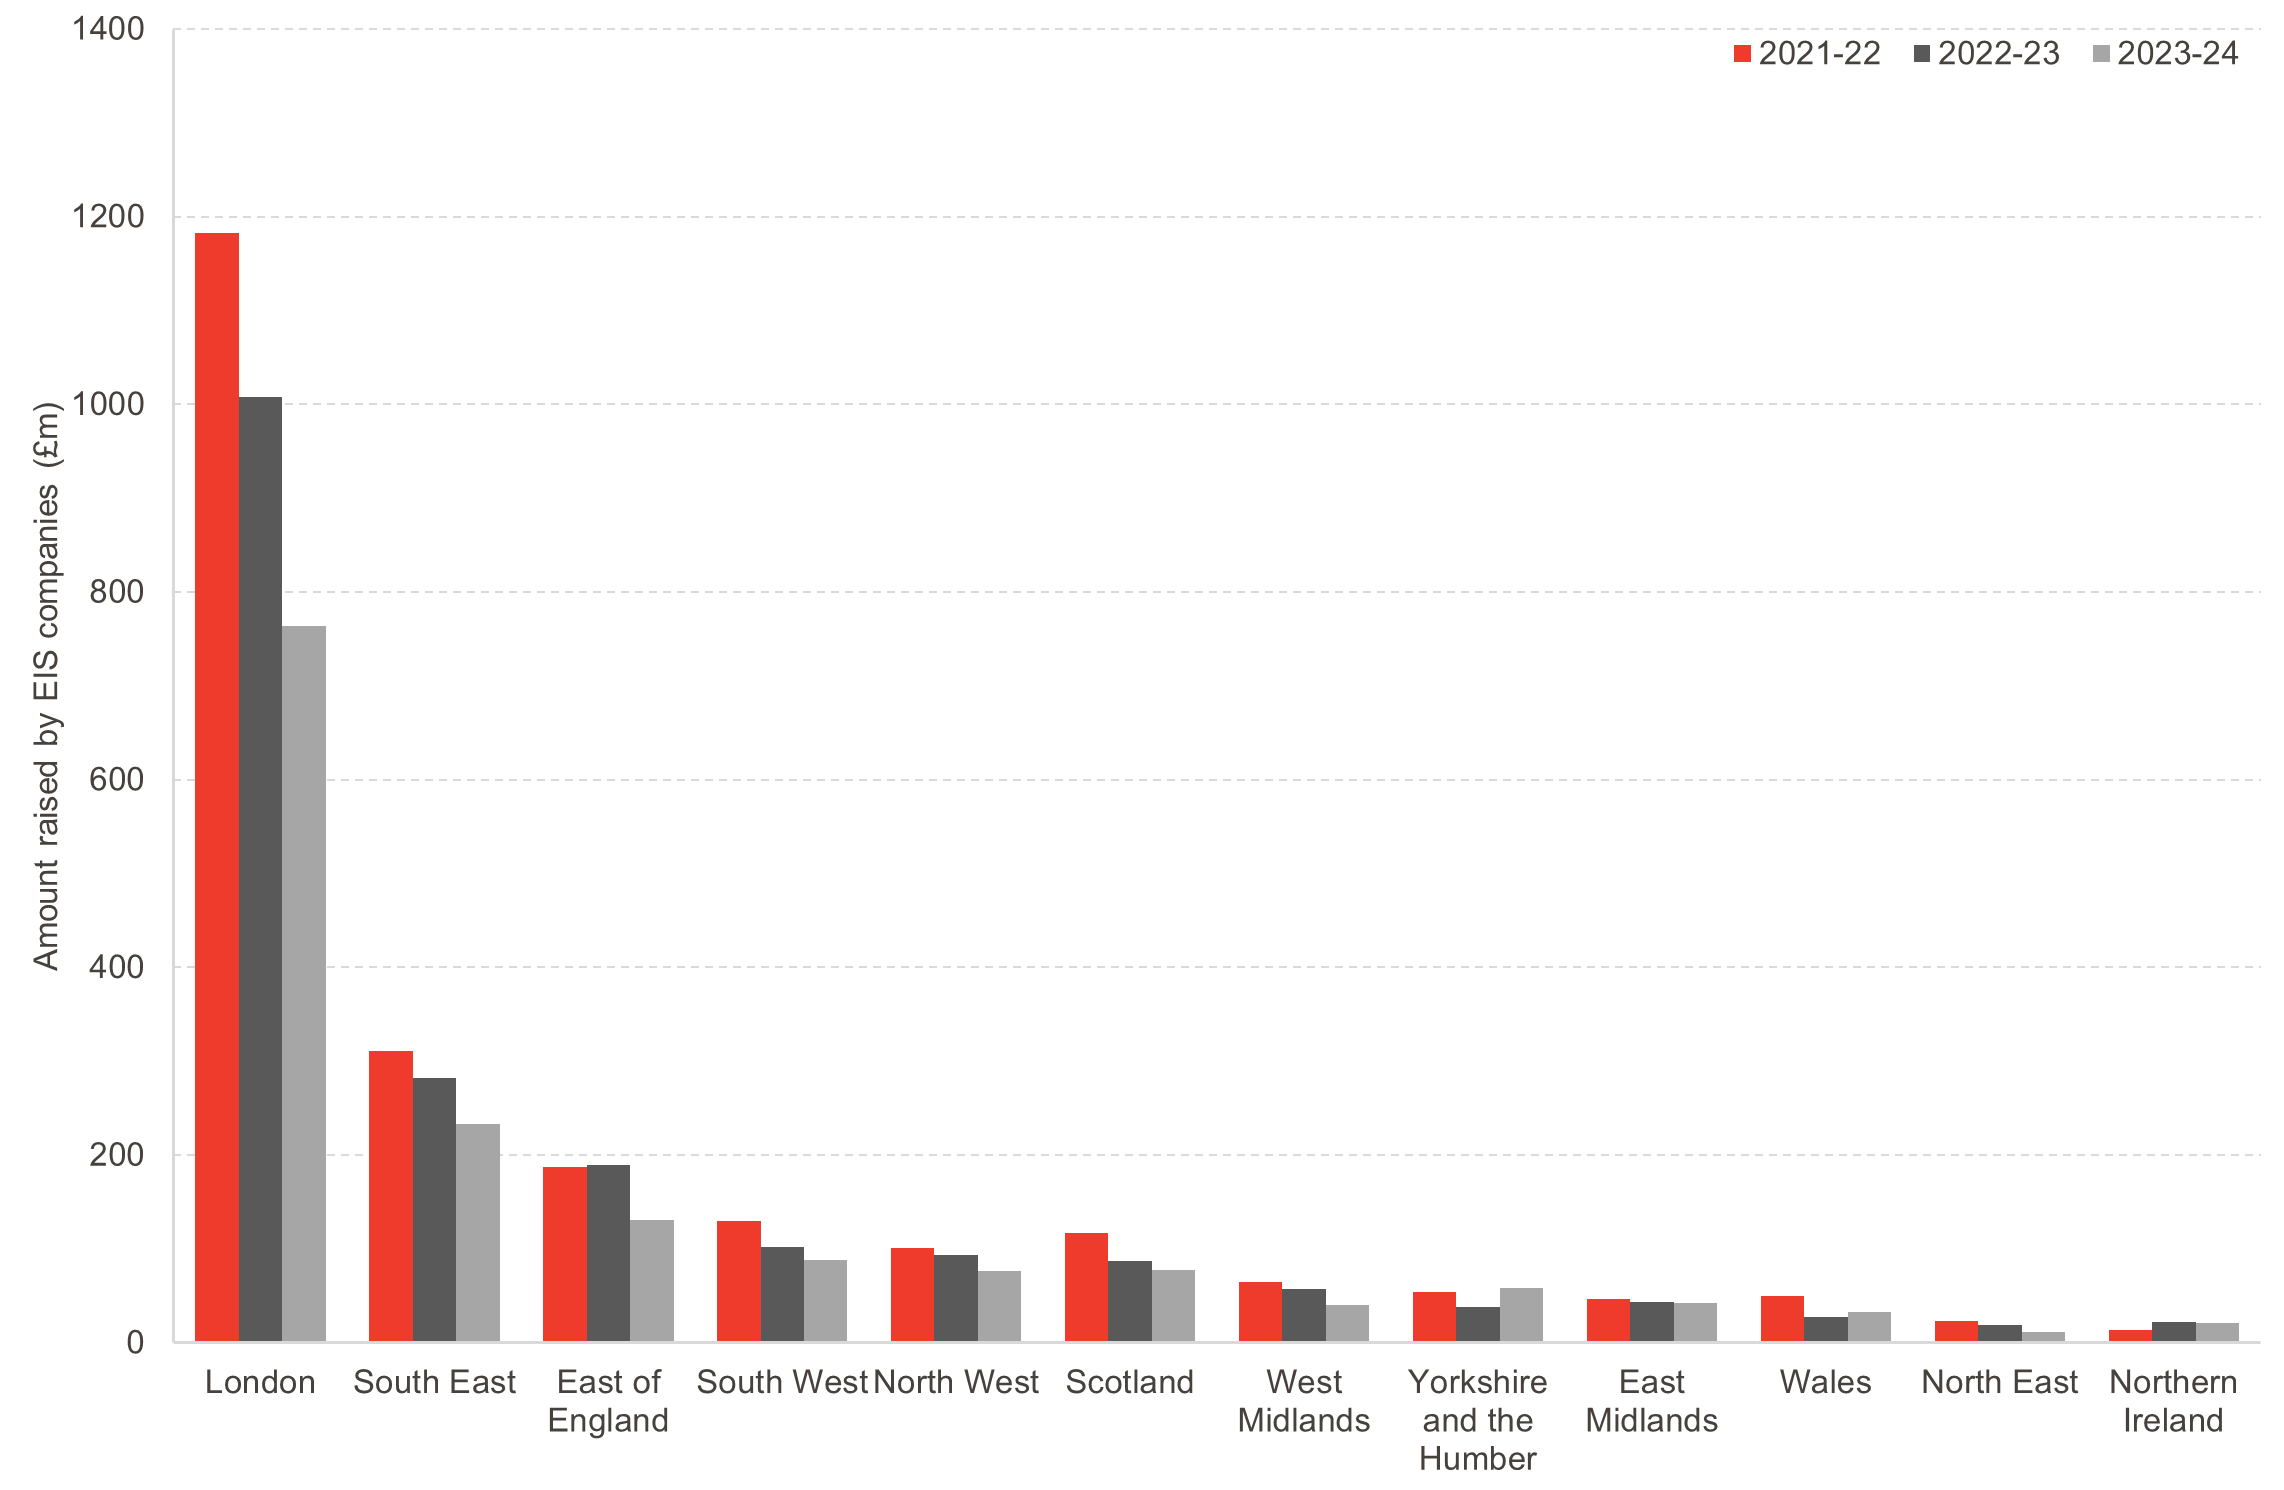 1400
2021-22 2022-23 2023-24
1200
1000
800
600
400
200
0
Amount raised by EIS companies (£m)
London South East East of South West North West Scotland West Yorkshire East Wales North East Northern
England Midlands and the Midlands Ireland
Humber